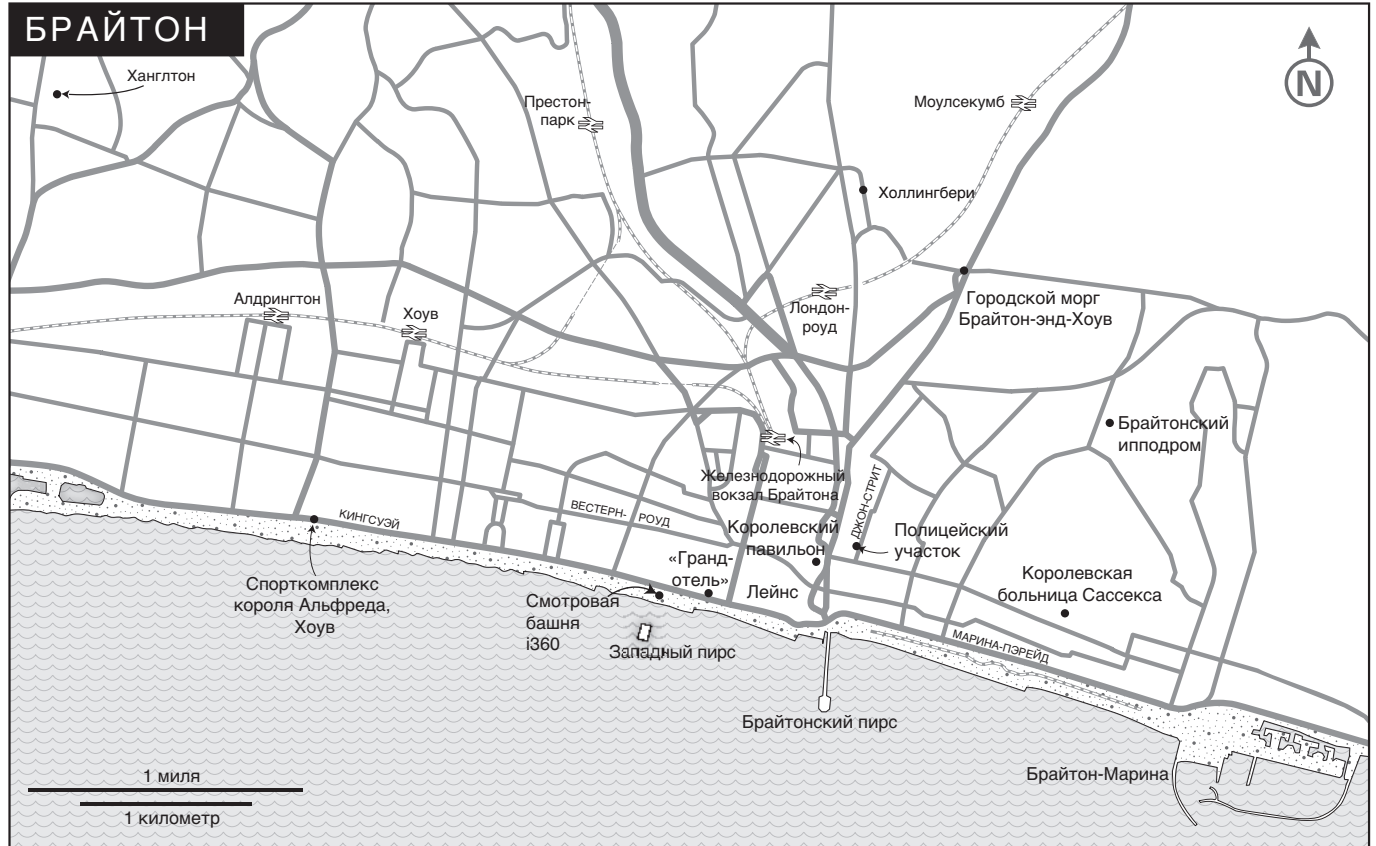 БРАЙТОН
Ханглтон
Престон-
парк
Моулсекумб
N
Холлингбери
Алдрингтон
Хоув
Лондон-
роуд
Городской морг
Брайтон-энд-Хоув
Брайтонский
ипподром
Железнодорожный
вокзал Брайтона
ДЖОН-СТРИТ
КИНГСУЭЙ
ВЕСТЕРН- РОУД
Королевский
павильон
Полицейский
участок
«Гранд-
отель»
Лейнс
Королевская
больница Сассекса
Спорткомплекс
короля Альфреда,
Хоув
Смотровая
башня
i360
Западный пирс
МАРИНА-ПЭРЕЙД
Брайтонский пирс
Брайтон-Марина
1 миля
1 километр